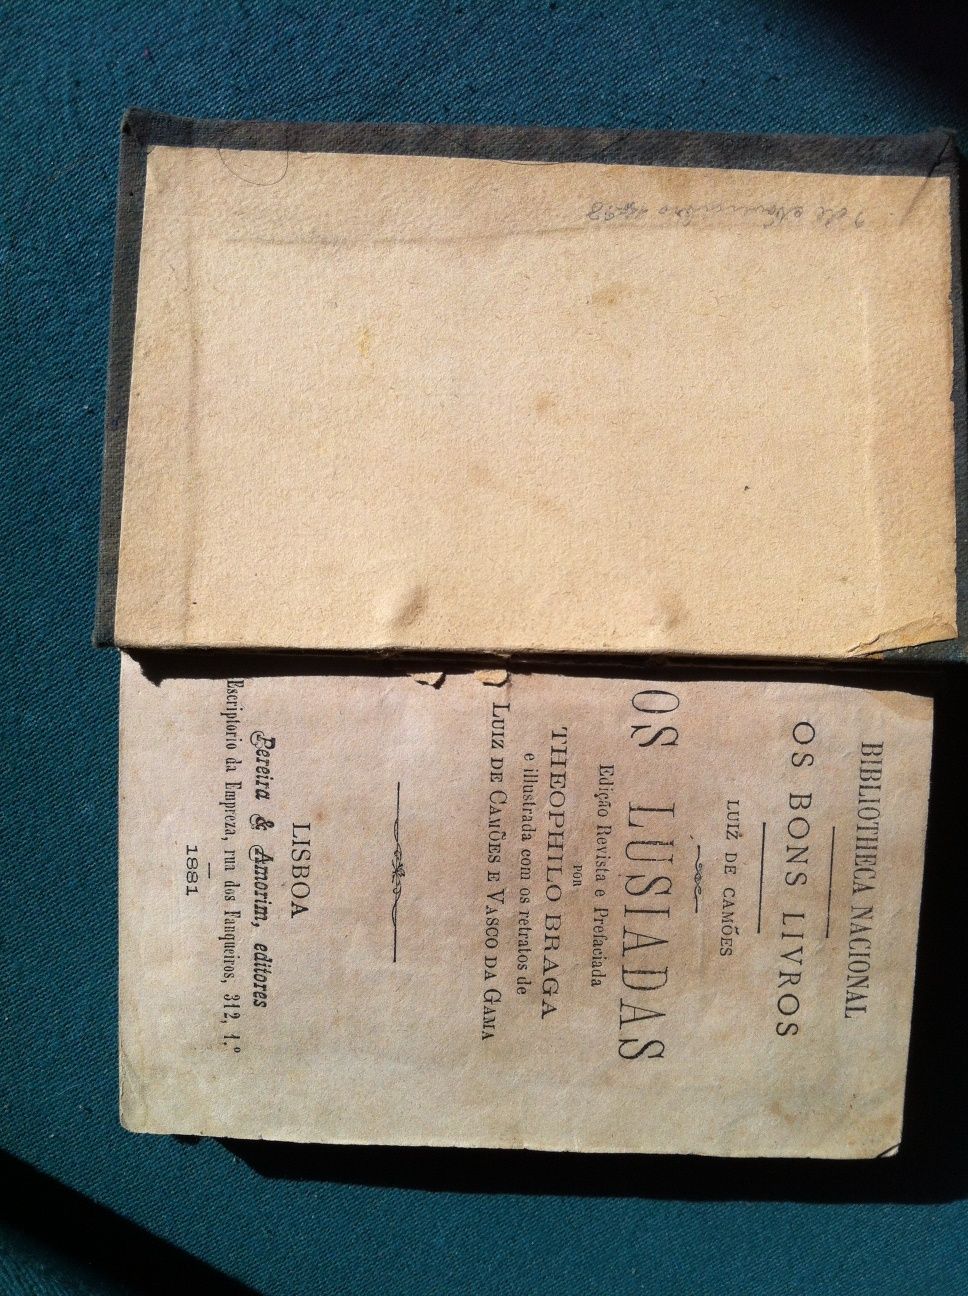 BIBLIOTHECA NACIONAL
OS BONS LIVROS
LUIZ DE CAMÕES
OS LUSIADAS
Edição Revista e Prefaciada
POR
THEOPHILO BRAGA
e illustrada com os retratos de
LUIZ DE CAMÕES E VASCO DA GAMA
LISBOA
Pereira & Amorim, editores
Escriptorio da Empreza, rua dos Fanqueiros, 312, 1.º
1881
de Novembro